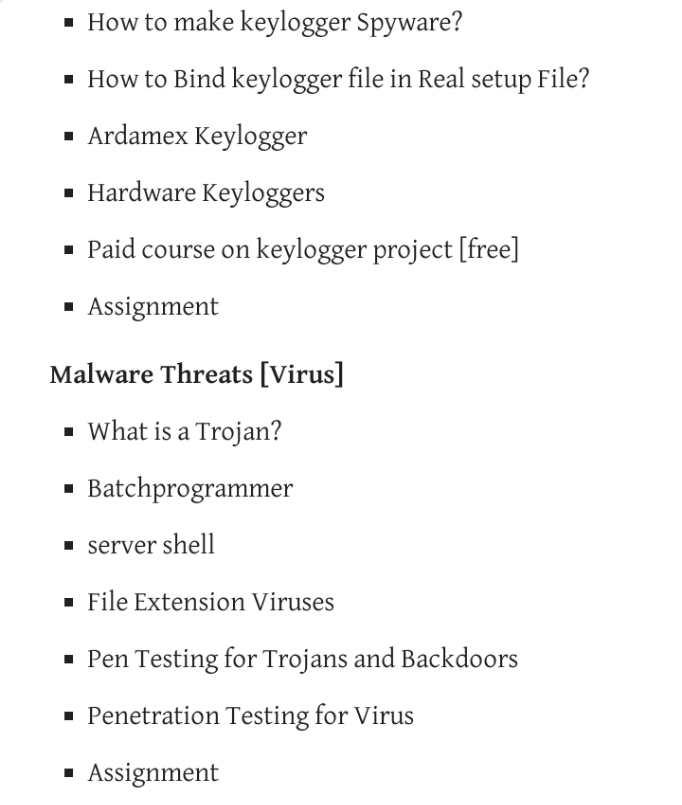 ▪ How to make keylogger Spyware?
▪ How to Bind keylogger file in Real setup File?
▪ Ardamex Keylogger
▪ Hardware Keyloggers
▪ Paid course on keylogger project [free]
▪ Assignment
Malware Threats [Virus]
▪ What is a Trojan?
▪ Batchprogrammer
▪ server shell
▪ File Extension Viruses
▪ Pen Testing for Trojans and Backdoors
▪ Penetration Testing for Virus
▪ Assignment